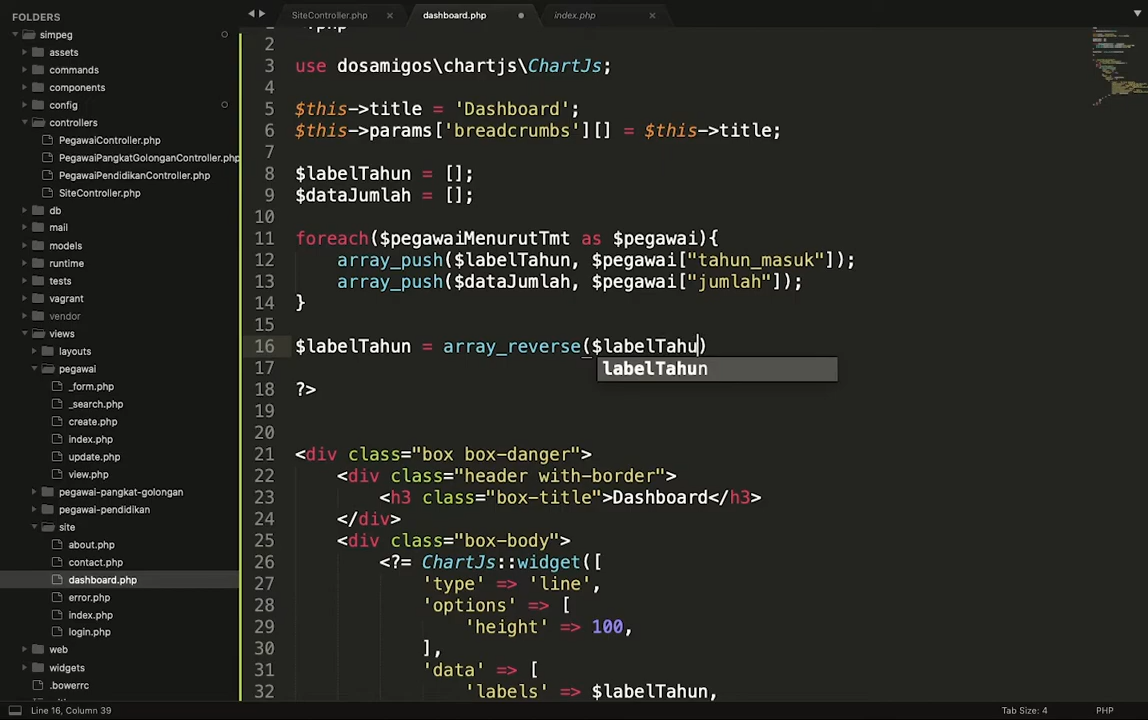 FOLDERS
simpeg
assets
commands
components
config
controllers
PegawaiController.php
PegawaiPangkatGolonganController.php
PegawaiPendidikanController.php
SiteController.php
db
mail
models
runtime
tests
vagrant
vendor
views
layouts
pegawai
_form.php
_search.php
create.php
index.php
update.php
view.php
pegawai-pangkat-golongan
pegawai-pendidikan
site
about.php
contact.php
dashboard.php
error.php
index.php
login.php
web
widgets
.bowerrc
SiteController.php
dashboard.php
index.php
2
3 use dosamigos\chartjs\ChartJs;
4
5 $this->title = 'Dashboard';
6 $this->params['breadcrumbs'][] = $this->title;
7
8 $labelTahun = [];
9 $dataJumlah = [];
10
11 foreach($pegawaiMenurutTmt as $pegawai){
12 array_push($labelTahun, $pegawai["tahun_masuk"]);
13 array_push($dataJumlah, $pegawai["jumlah"]);
14 }
15
16 $labelTahun = array_reverse($labelTahu)
labelTahun
17
18 ?>
19
20
21 <div class="box box-danger">
22 <div class="header with-border">
23 <h3 class="box-title">Dashboard</h3>
24 </div>
25 <div class="box-body">
26 <?= ChartJs::widget([
27 'type' => 'line',
28 'options' => [
29 'height' => 100,
30 ],
31 'data' => [
32 'labels' => $labelTahun,
Line 16, Column 39
Tab Size: 4
PHP